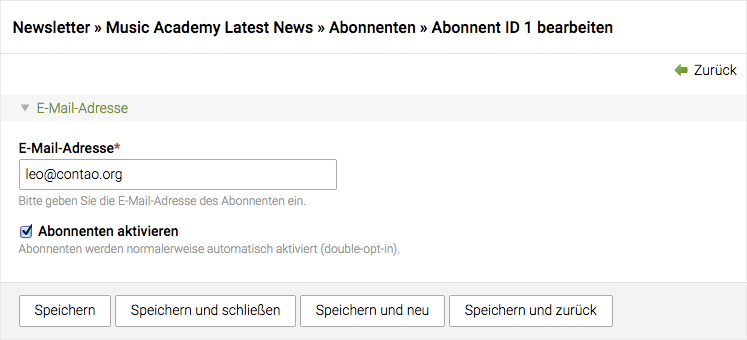 Newsletter » Music Academy Latest News » Abonnenten » Abonnent ID 1 bearbeiten
Zurück
E-Mail-Adresse
E-Mail-Adresse*
leo@contao.org
Bitte geben Sie die E-Mail-Adresse des Abonnenten ein.
Abonnenten aktivieren
Abonnenten werden normalerweise automatisch aktiviert (double-opt-in).
Speichern Speichern und schließen Speichern und neu Speichern und zurück